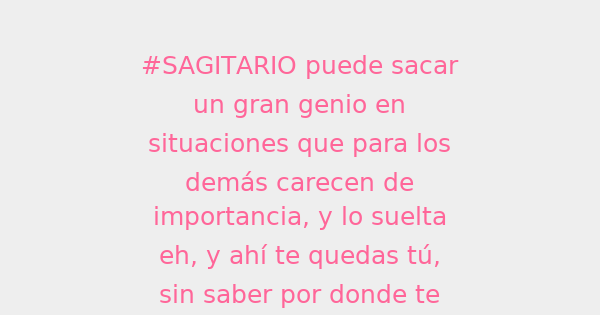 #SAGITARIO puede sacar
un gran genio en
situaciones que para los
demás carecen de
importancia, y lo suelta
eh, y ahí te quedas tú,
sin saber por donde te